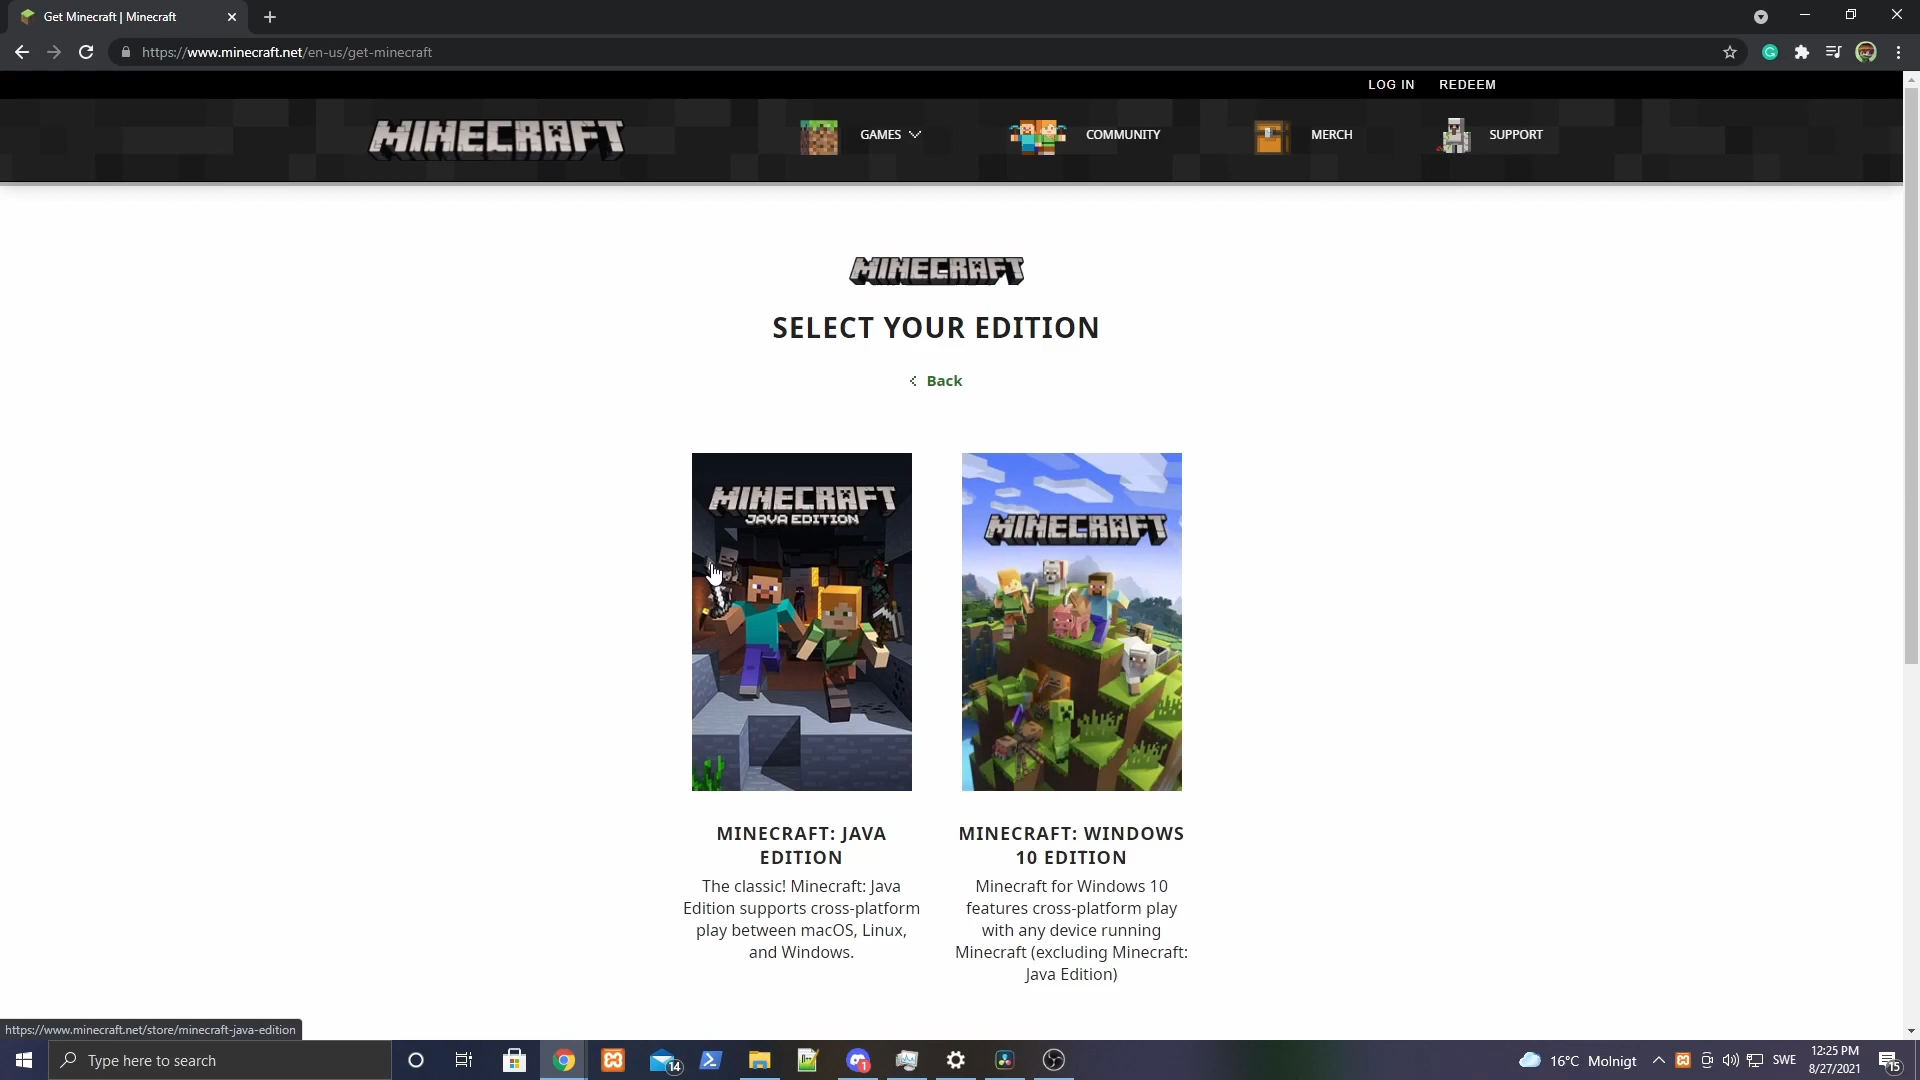 Get Minecraft | Minecraft
https://www.minecraft.net/en-us/get-minecraft
LOG IN REDEEM
MINECRAFT GAMES COMMUNITY MERCH SUPPORT
MINECRAFT
SELECT YOUR EDITION
Back
MINECRAFT
JAVA EDITION
MINECRAFT
MINECRAFT: JAVA
EDITION
The classic! Minecraft: Java
Edition supports cross-platform
play between macOS, Linux,
and Windows.
MINECRAFT: WINDOWS
10 EDITION
Minecraft for Windows 10
features cross-platform play
with any device running
Minecraft (excluding Minecraft:
Java Edition)
https://www.minecraft.net/store/minecraft-java-edition
Type here to search
14
1
16°C Molnigt
SWE
12:25 PM
8/27/2021
15